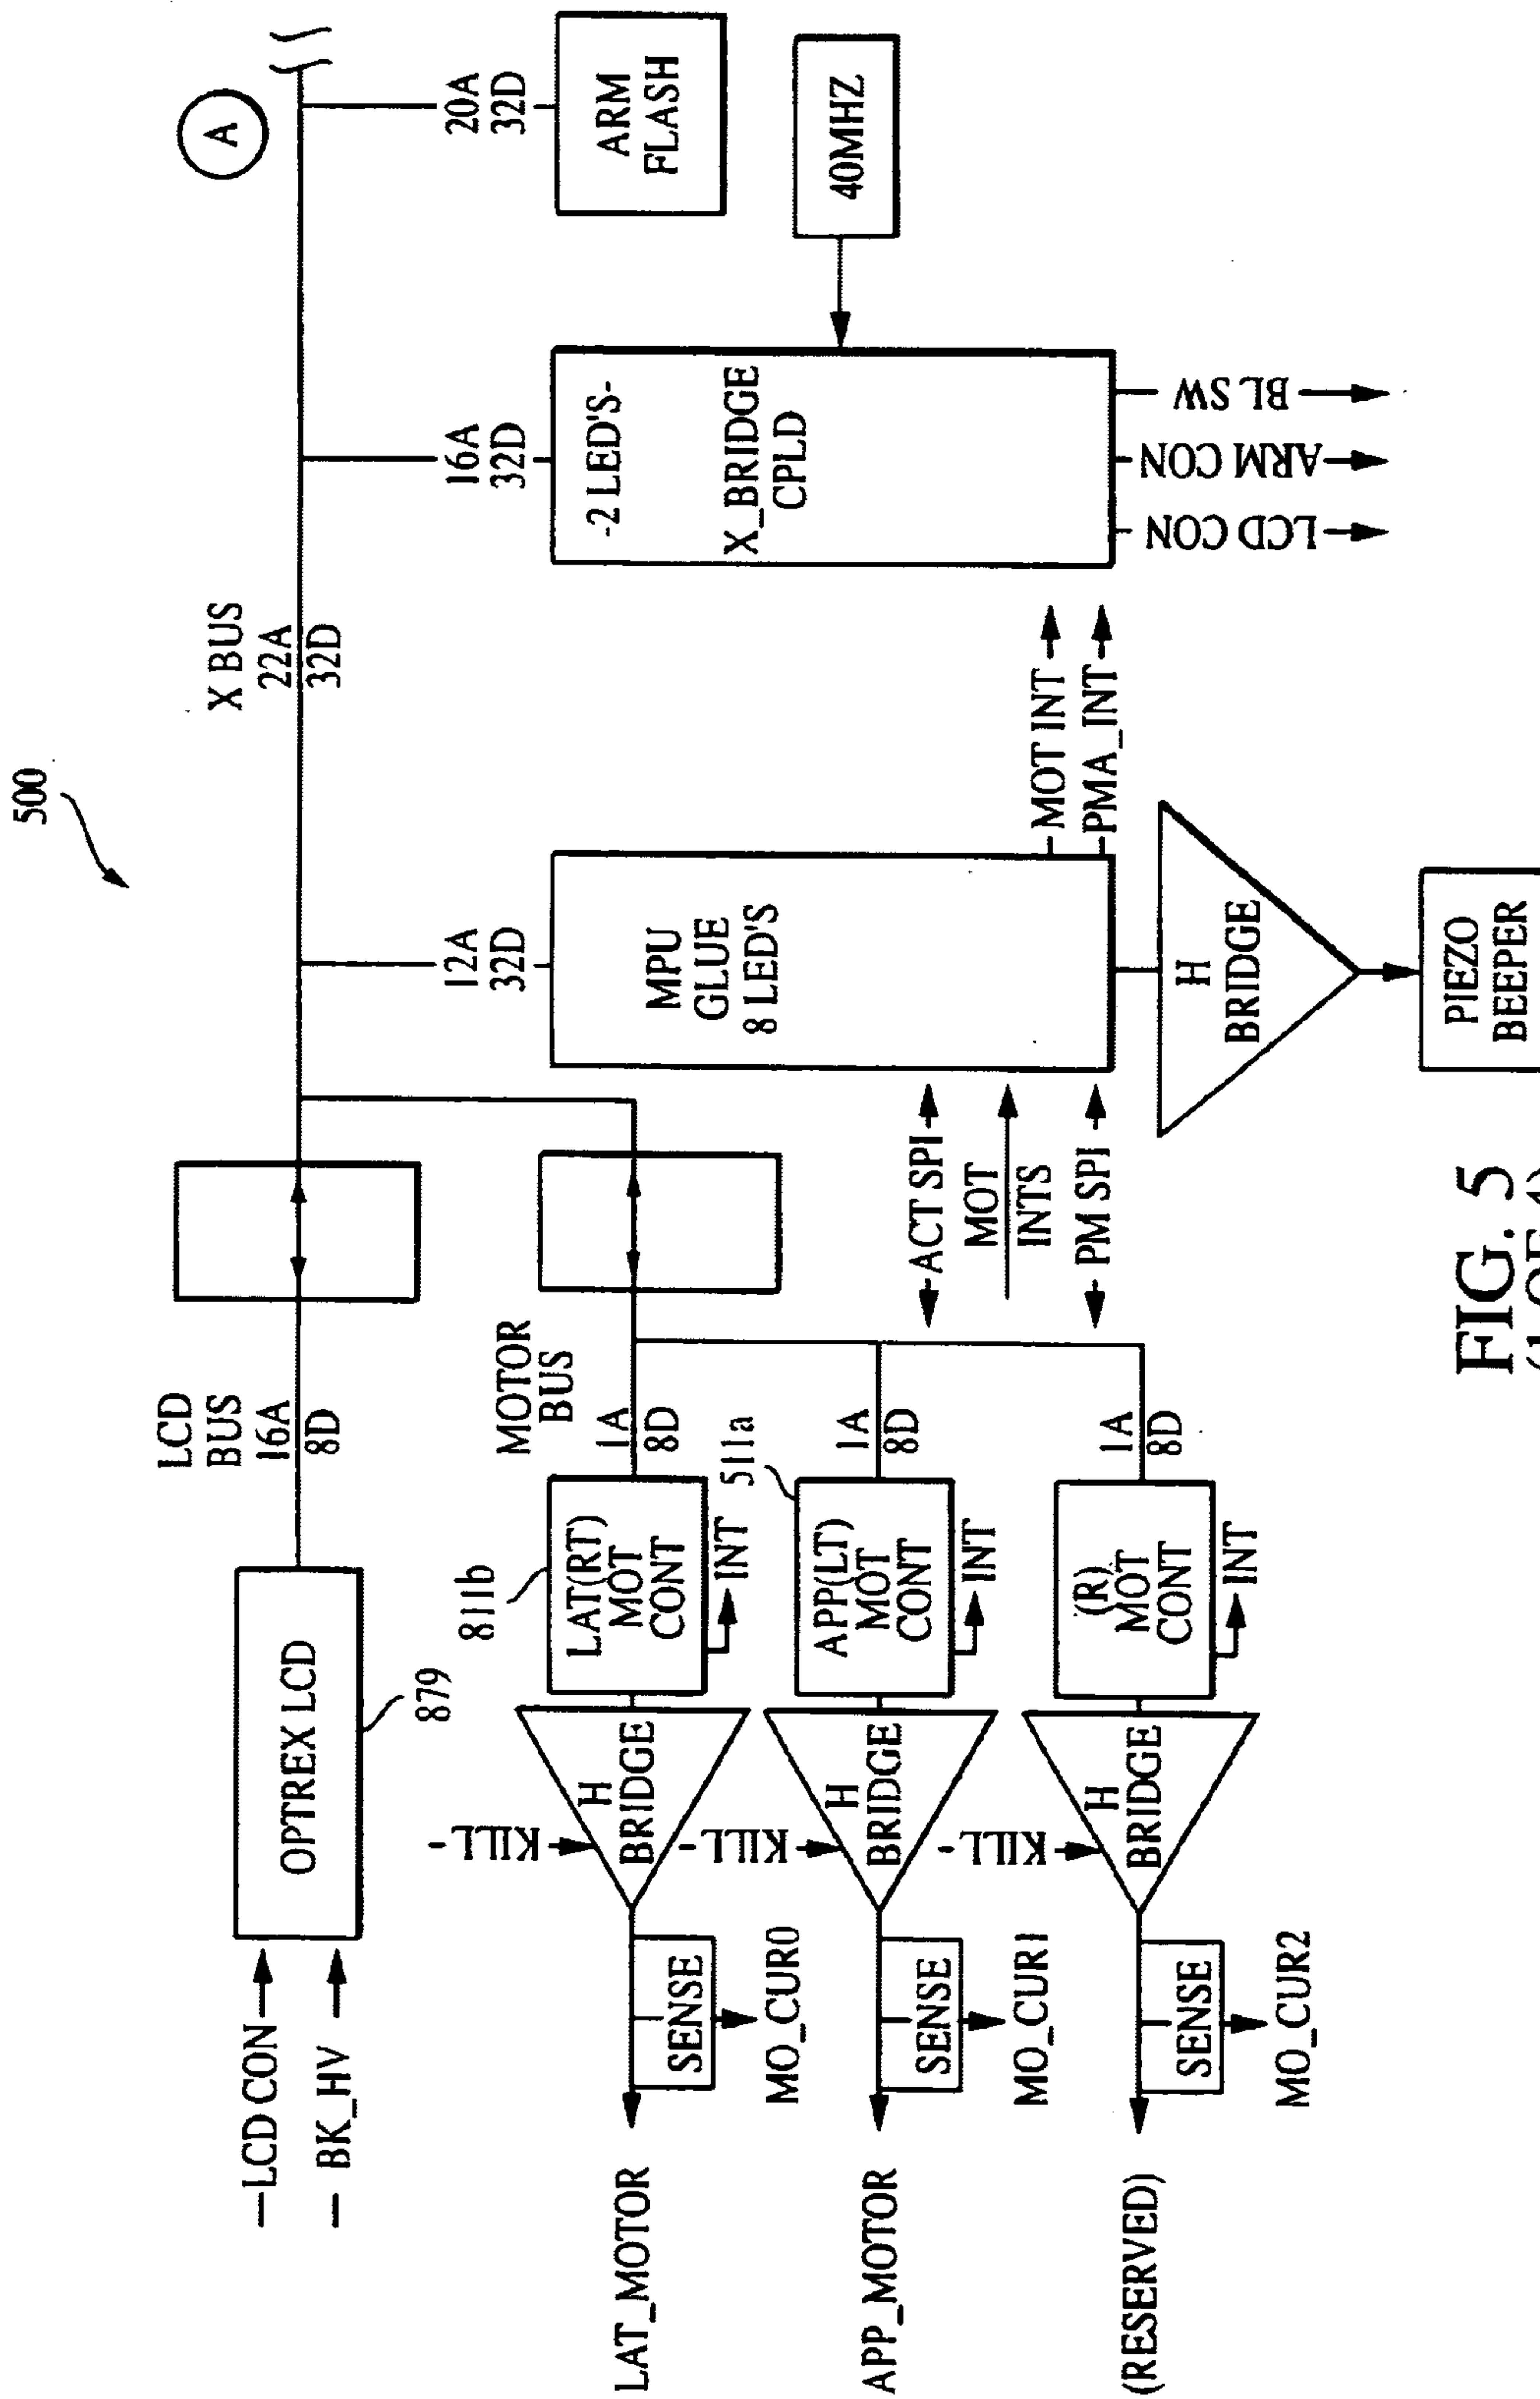 500
A
X BUS
22A
32D
LCD
BUS
16A
8D
OPTREX LCD
879
LCD CON
BK_HV
MOTOR
BUS
1A
8D
811b
LAT(RT)
MOT
CONT
INT
H
BRIDGE
KILL-
SENSE
MO_CUR0
LAT_MOTOR
1A
8D
511a
APP(LT)
MOT
CONT
INT
H
BRIDGE
KILL-
SENSE
MO_CUR1
APP_MOTOR
1A
8D
(R)
MOT
CONT
INT
H
BRIDGE
KILL-
SENSE
MO_CUR2
(RESERVED)
12A
32D
MPU
GLUE
8 LED'S
ACT SPI
MOT
INTS
PM SPI
MOT INT
PMA_INT
H
BRIDGE
PIEZO
BEEPER
16A
32D
-2 LED'S-
X_BRIDGE
CPLD
LCD CON
ARM CON
BL SW
20A
32D
ARM
FLASH
40MHZ
FIG. 5
(1 OF 4)